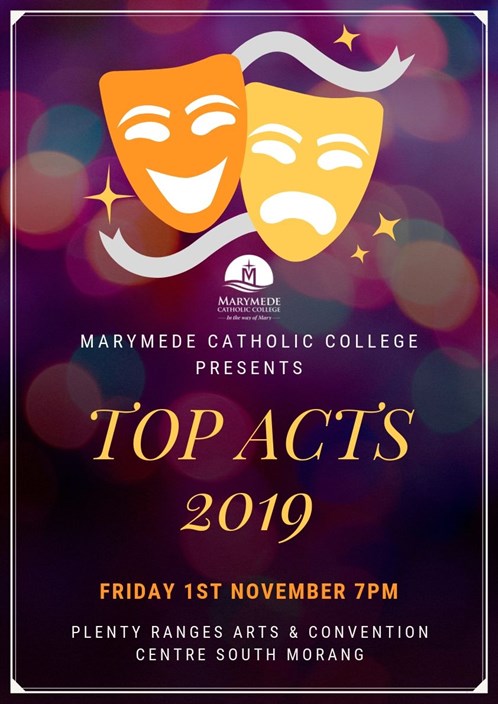 MARYMEDE
CATHOLIC COLLEGE
In the way of Mary
MARYMEDE CATHOLIC COLLEGE
PRESENTS
TOP ACTS
2019
FRIDAY 1ST NOVEMBER 7PM
PLENTY RANGES ARTS & CONVENTION
CENTRE SOUTH MORANG